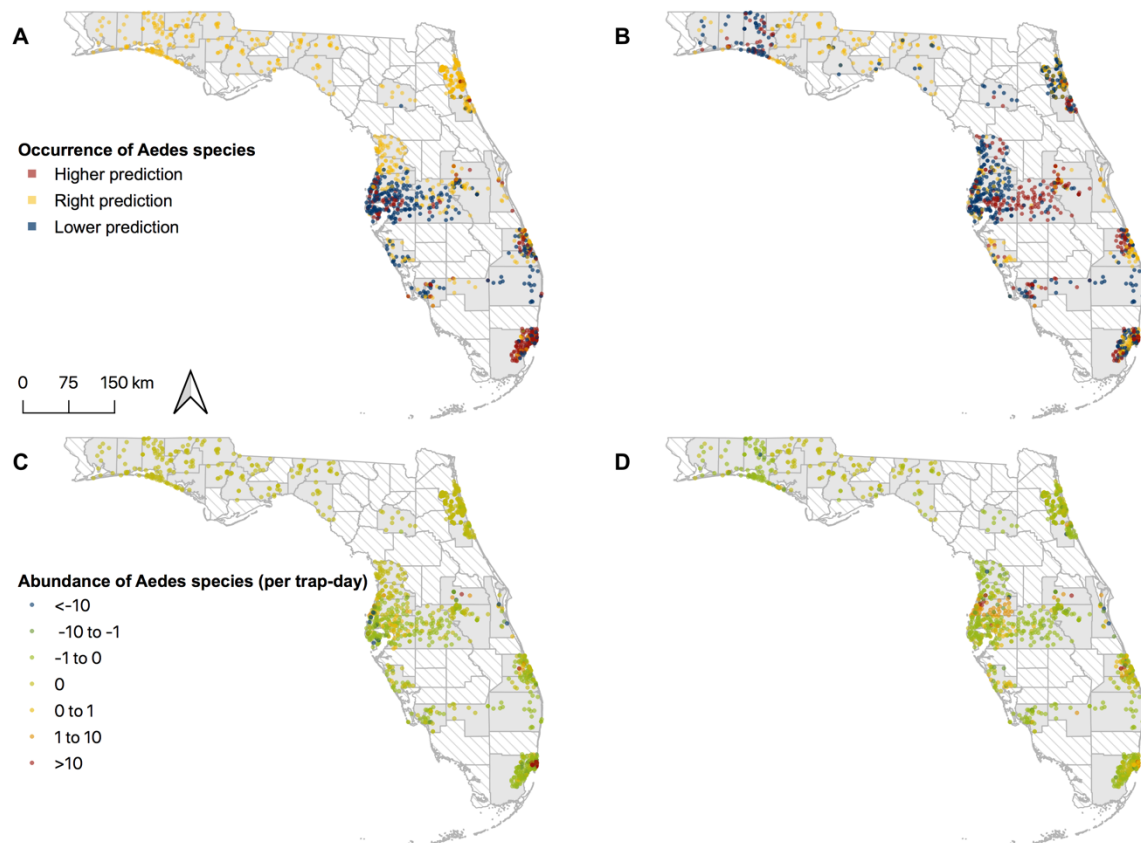 A
B
Occurrence of Aedes species
Higher prediction
Right prediction
Lower prediction
0 75 150 km
C
D
Abundance of Aedes species (per trap-day)
<-10
-10 to -1
-1 to 0
0
0 to 1
1 to 10
>10